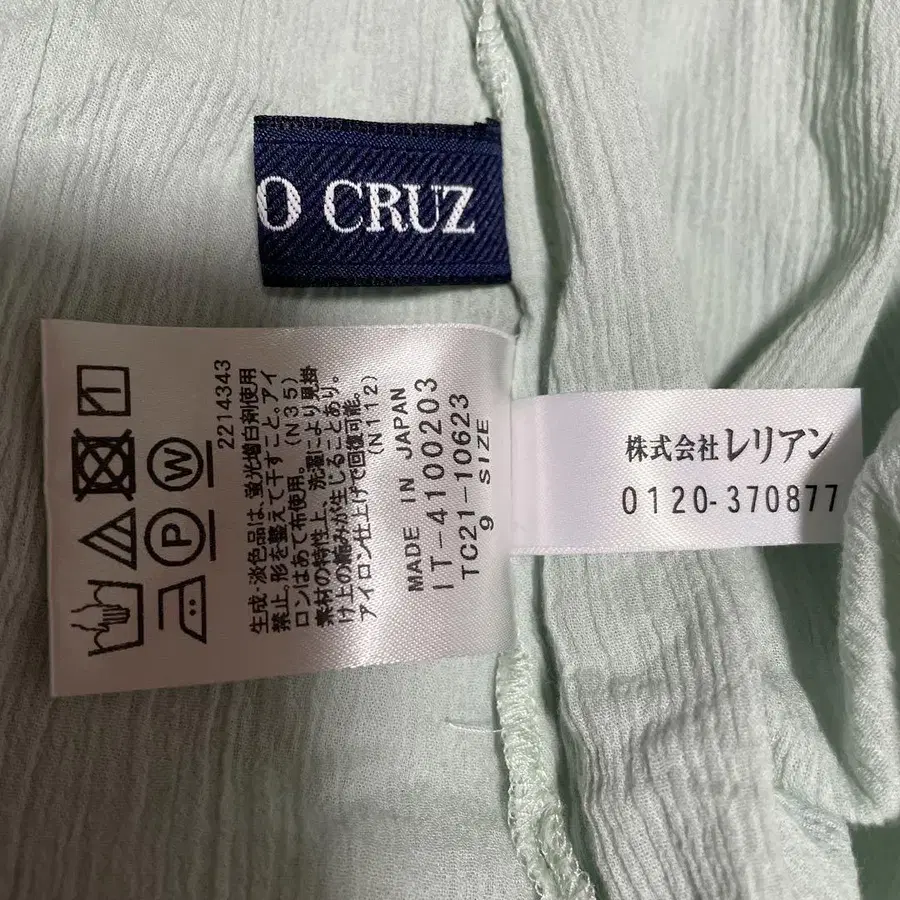 O CRUZ
2214343
生成・淡色品は、蛍光増白剤使用
禁止。形を整えて干すこと。アイ
ロンはあて布使用。(N35)
素材の特性上、洗濯により男掛
け上の縮みが生じることあり。
アイロン仕上げで回復可能。
(N112)
MADE IN JAPAN
IT-4100203
TC21-10623
9 SIZE
W
P
株式会社レリアン
0120-370877